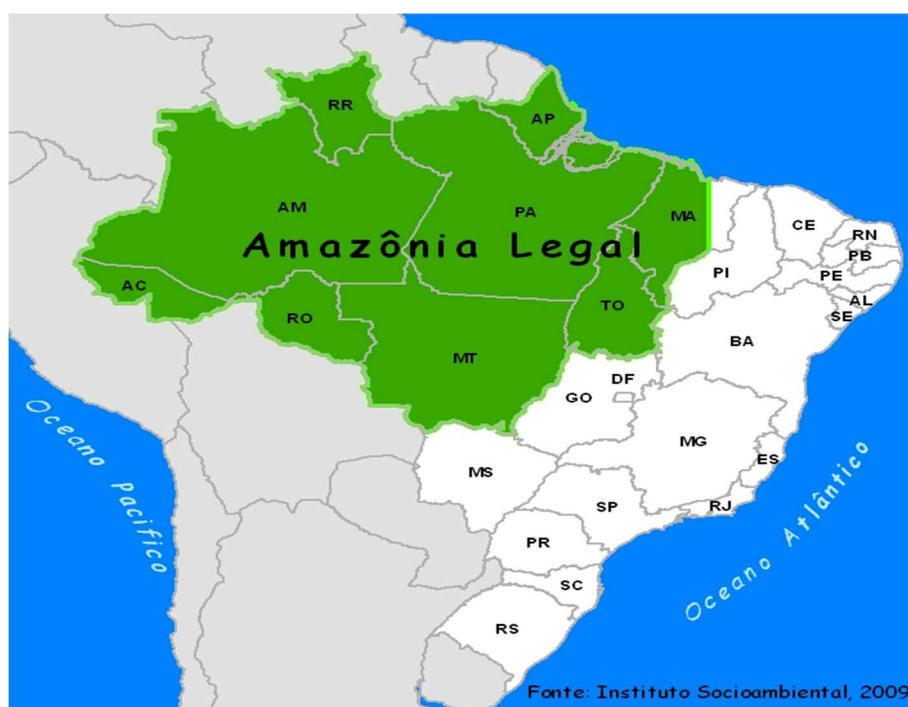 RR
AP
AM
PA
MA
CE
RN
PB
Amazônia Legal
PI
PE
AC
AL
RO
TO
SE
BA
MT
DF
GO
MG
ES
MS
SP
RJ
PR
SC
RS
Oceano pacifico
Oceano Atlântico
Fonte: Instituto Socioambiental, 2009